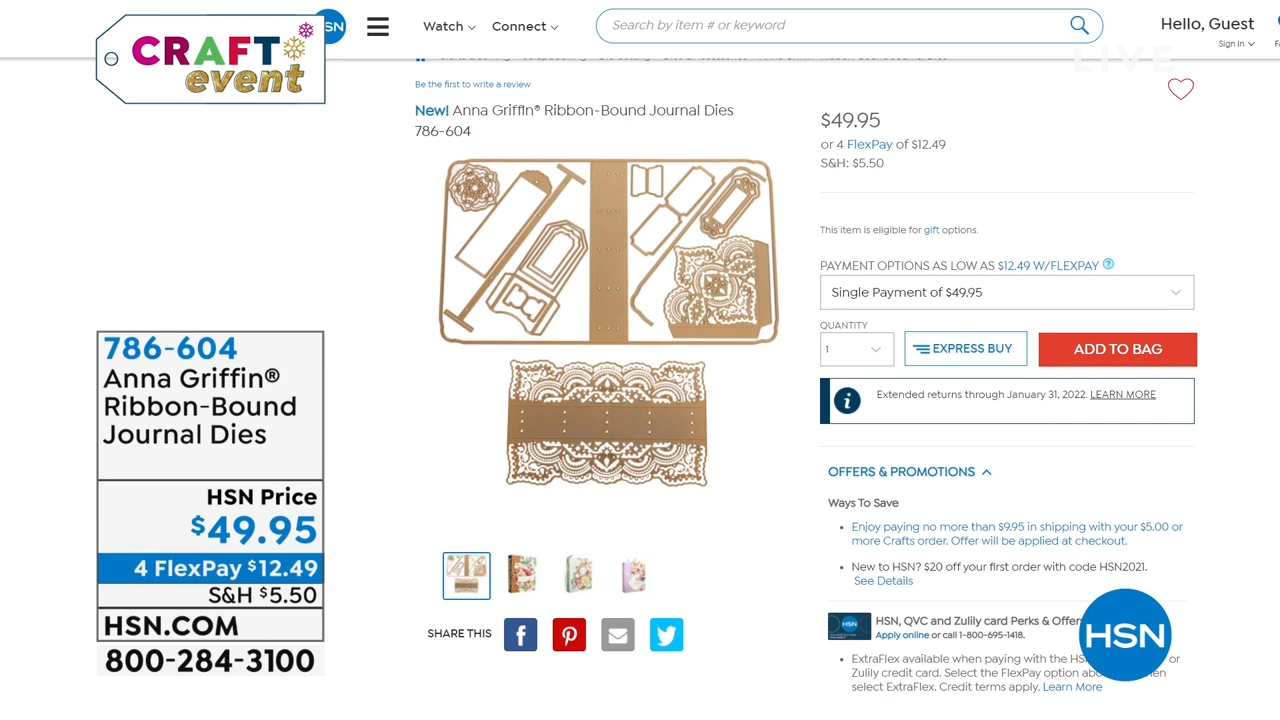 CRAFT
event
HSN
Watch
Connect
Search by item # or keyword
Hello, Guest
Sign In
LIVE
Be the first to write a review
New! Anna Griffin® Ribbon-Bound Journal Dies
786-604
$49.95
or 4 FlexPay of $12.49
S&H: $5.50
This item is eligible for gift options.
PAYMENT OPTIONS AS LOW AS $12.49 W/FLEXPAY ?
Single Payment of $49.95
QUANTITY
1
EXPRESS BUY
ADD TO BAG
Extended returns through January 31, 2022. LEARN MORE
OFFERS & PROMOTIONS
Ways To Save
• Enjoy paying no more than $9.95 in shipping with your $5.00 or
more Crafts order. Offer will be applied at checkout.
• New to HSN? $20 off your first order with code HSN2021.
See Details
HSN, QVC and Zulily card Perks & Offer
Apply online or call 1-800-695-1418.
• ExtraFlex available when paying with the HS or
Zulily credit card. Select the FlexPay option
select ExtraFlex. Credit terms apply. Learn More
HSN
SHARE THIS
786-604
Anna Griffin®
Ribbon-Bound
Journal Dies
HSN Price
$49.95
4 FlexPay $12.49
S&H $5.50
HSN.COM
800-284-3100